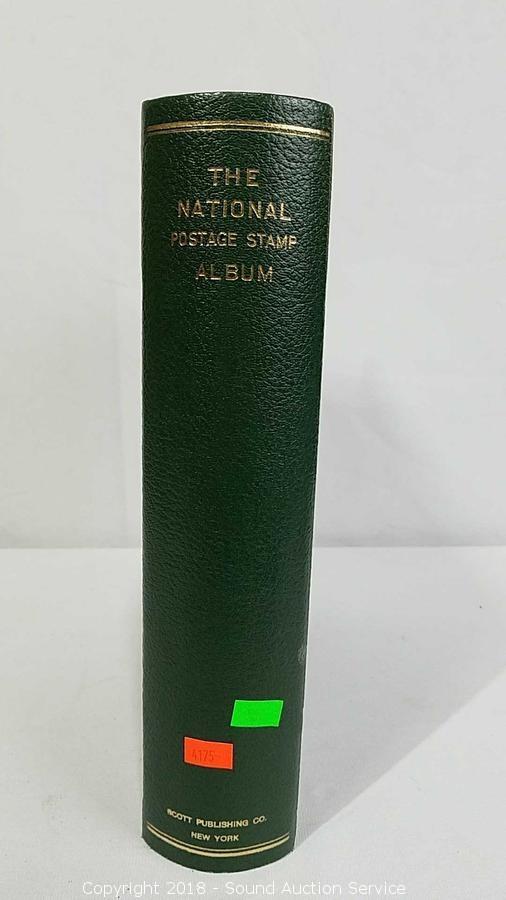 THE
NATIONAL
POSTAGE STAMP
ALBUM
4175
SCOTT PUBLISHING CO.
NEW YORK
Copyright 2018 - Sound Auction Service